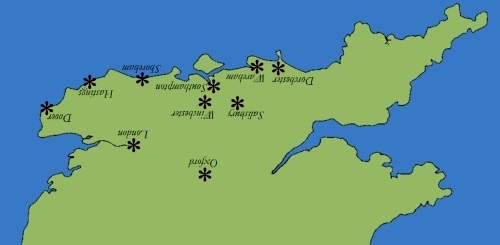 Oxford
London
Dover
Salisbury
Winchester
Hastings
Southampton
Dorchester
Wareham
Shoreham